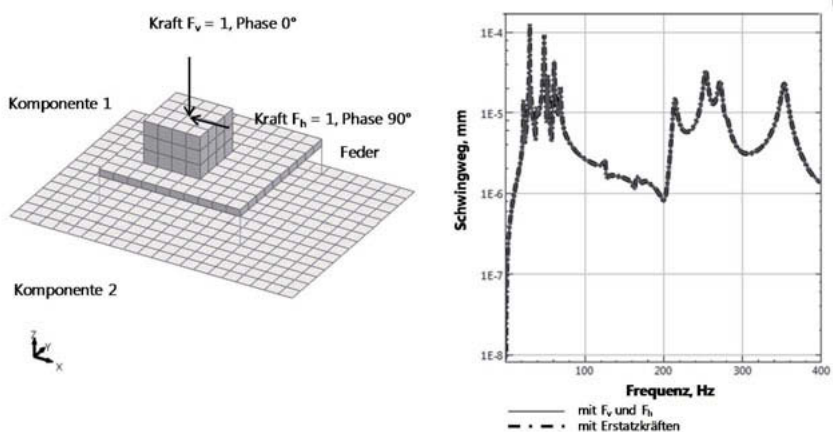 Kraft Fᵥ = 1, Phase 0°
Komponente 1
Kraft Fₕ = 1, Phase 90°
Feder
Komponente 2
Z
Y
X
Schwingweg, mm
1E-4
1E-5
1E-6
1E-7
1E-8
100
200
300
400
Frequenz, Hz
mit Fᵥ und Fₕ
mit Erstatzkräften